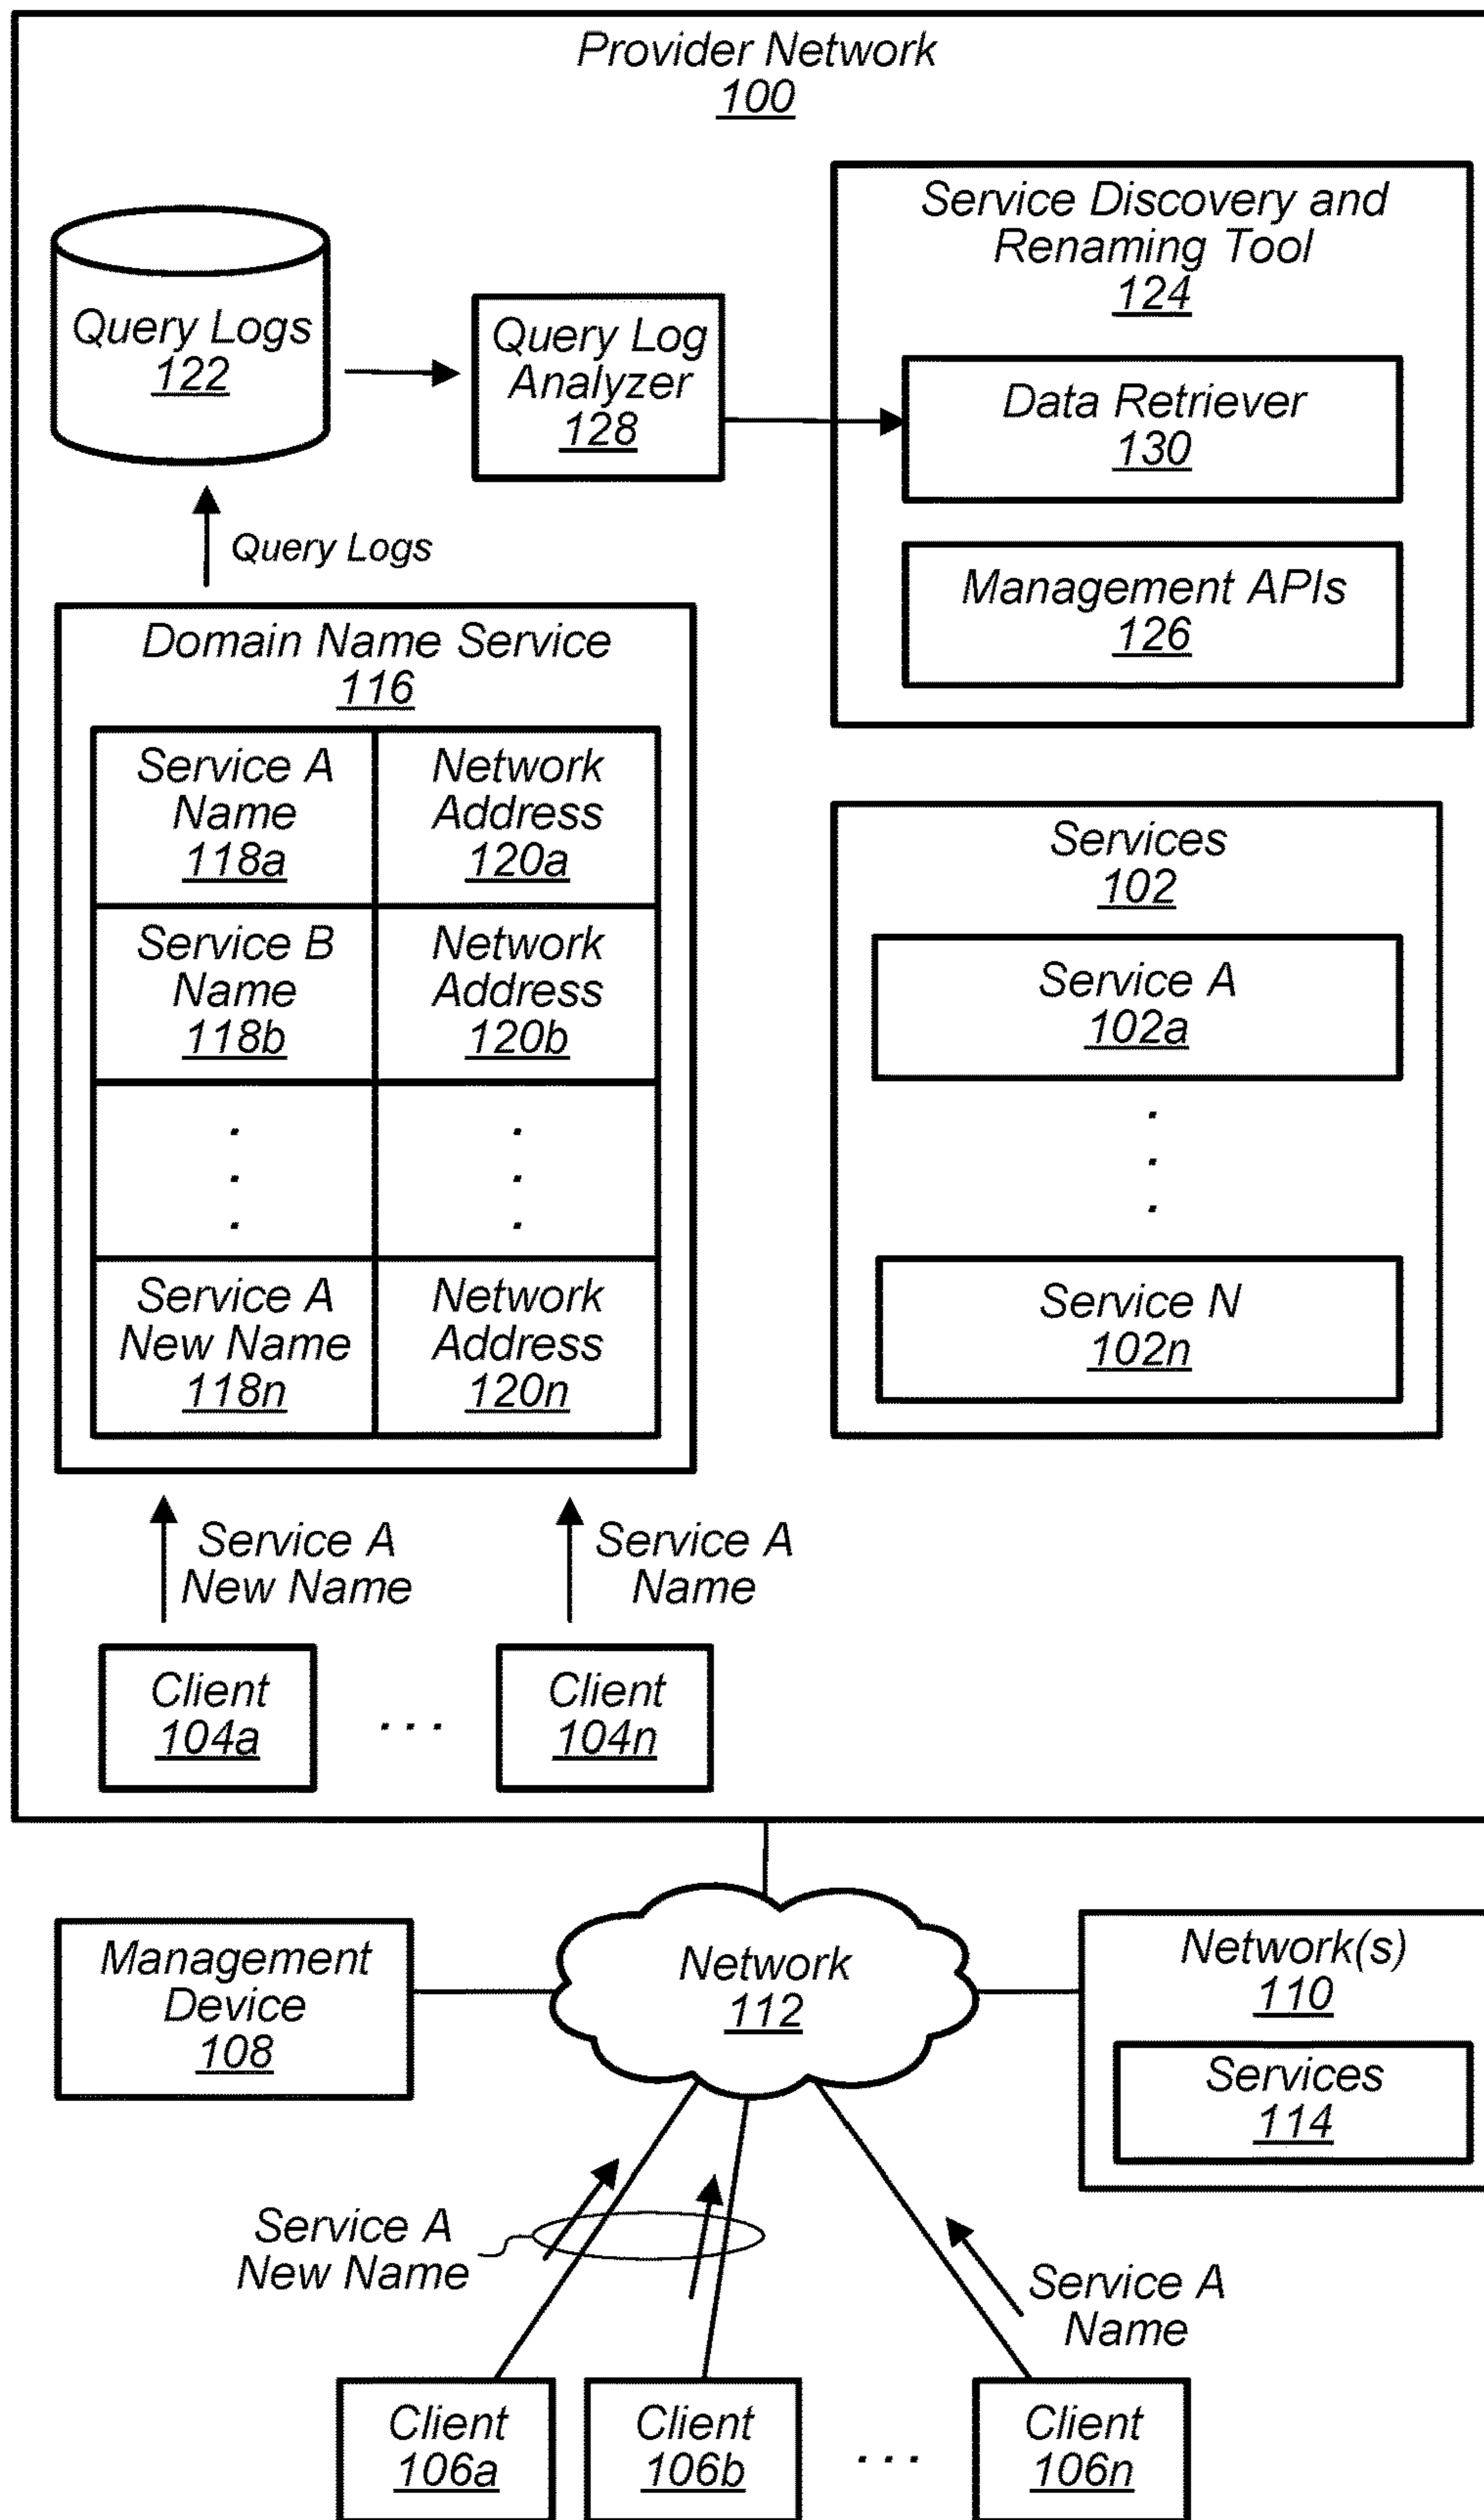 Provider Network
100
Query Logs
122
Query Log
Analyzer
128
Service Discovery and
Renaming Tool
124
Data Retriever
130
Management APIs
126
Query Logs
Domain Name Service
116
Service A
Name
118a
Network
Address
120a
Service B
Name
118b
Network
Address
120b
.
.
.
.
.
.
Service A
New Name
118n
Network
Address
120n
Services
102
Service A
102a
.
.
.
Service N
102n
Service A
New Name
Service A
Name
Client
104a
...
Client
104n
Management
Device
108
Network
112
Network(s)
110
Services
114
Service A
New Name
Service A
Name
Client
106a
Client
106b
...
Client
106n